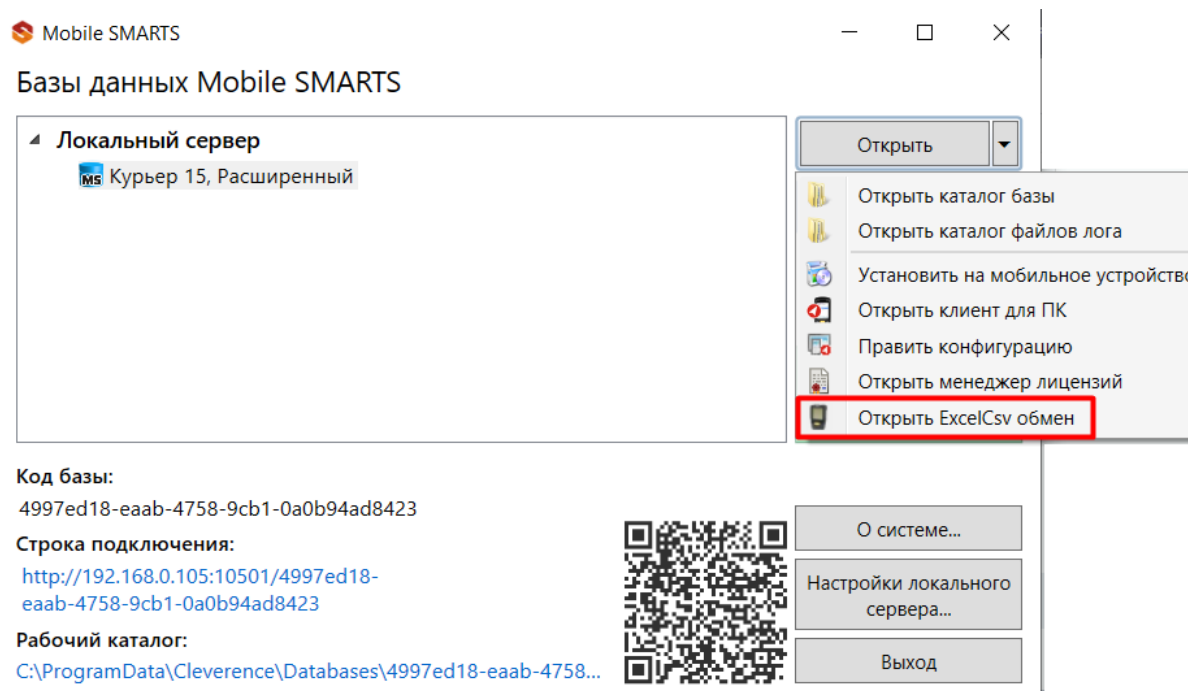 Mobile SMARTS
Базы данных Mobile SMARTS
Локальный сервер
MS Курьер 15, Расширенный
Открыть
Открыть каталог базы
Открыть каталог файлов лога
Установить на мобильное устройство
Открыть клиент для ПК
Править конфигурацию
Открыть менеджер лицензий
Открыть ExcelCsv обмен
Код базы:
4997ed18-eaab-4758-9cb1-0a0b94ad8423
Строка подключения:
http://192.168.0.105:10501/4997ed18-
eaab-4758-9cb1-0a0b94ad8423
Рабочий каталог:
C:\ProgramData\Cleverence\Databases\4997ed18-eaab-4758...
О системе...
Настройки локального
сервера...
Выход